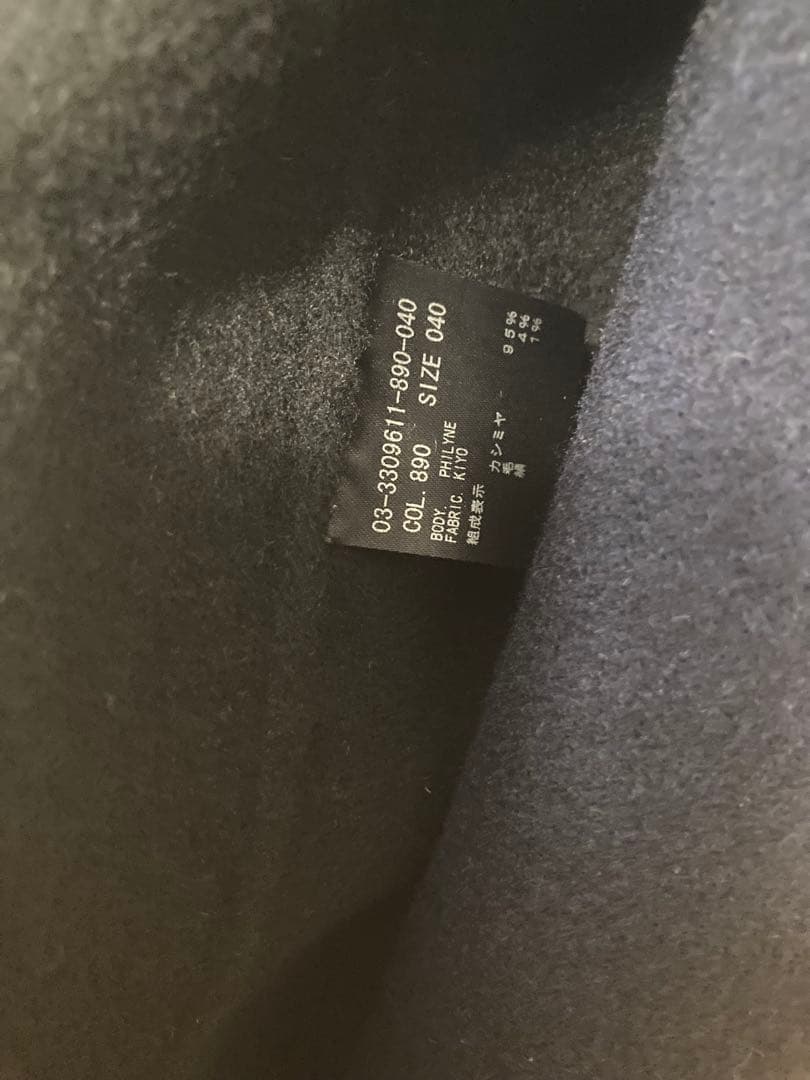 03-3309611-890-040
COL. 890 SIZE 040
BODY. PHILYNE
FABRIC. KIYO
組成表示
カシミヤ 95%
毛 4%
綿 1%